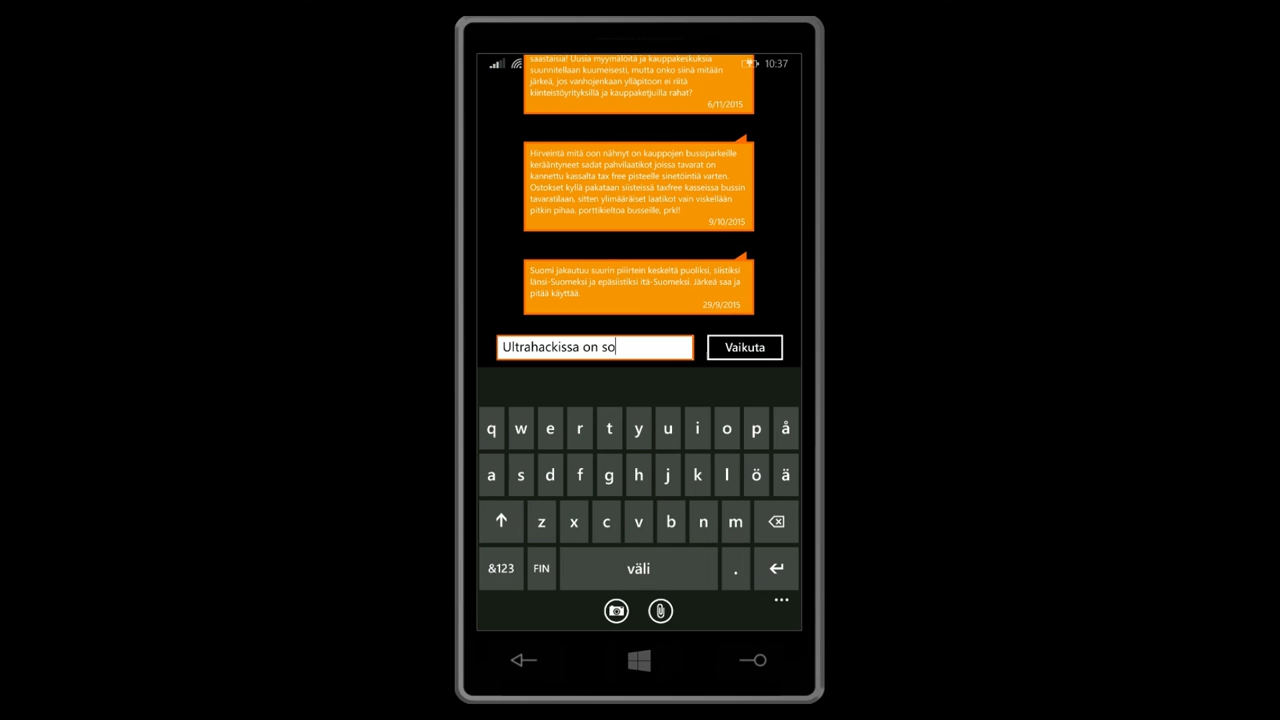 saastaisia! Uusia myymälöitä ja kauppakeskuksia
10:37
suunnitellaan kuumeisesti, mutta onko siinä mitään
järkeä, jos vanhojenkaan ylläpitoon ei riitä
kiinteistöyrityksillä ja kauppaketjuilla rahat?
6/11/2015
Hirveintä mitä oon nähnyt on kauppojen bussiparkeille
kerääntyneet sadat pahvilaatikot joissa tavarat on
kannettu kassalta tax free pisteelle sinetöintiä varten.
Ostokset kyllä pakataan siisteissä taxfree kasseissa bussin
tavaratilaan, sitten ylimääräiset laatikot vain viskellään
pitkin pihaa. porttikieltoa busseille, prkl!
9/10/2015
Suomi jakautuu suurin piirtein keskeltä puoliksi, siistiksi
länsi-Suomeksi ja epäsiistiksi itä-Suomeksi. Järkeä saa ja
pitää käyttää.
29/9/2015
Ultrahackissa on so Vaikuta
q w e r t y u i o p å
a s d f g h j k l ö ä
z x c v b n m
&123 FIN väli .